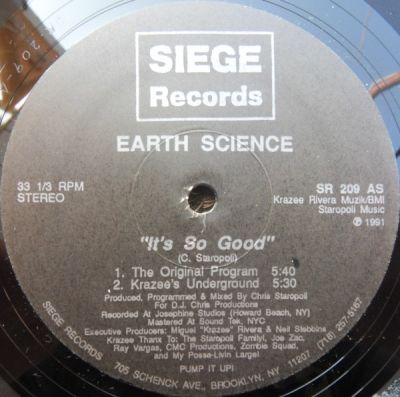 SIEGE
Records
EARTH SCIENCE
33 1/3 RPM
STEREO
SR 209 AS
Krazee Rivera Muzik/BMI
Staropoli Music
℗ 1991
"It's So Good"
(C. Staropoli)
1. The Original Program 5:40
2. Krazee's Underground 5:30
Produced, Programmed & Mixed By Chris Staropoli
For D.J. Chris Productions
Recorded At Josephine Studios (Howard Beach, NY)
Mastered At Sound Tek, NYC
Executive Producers: Miguel "Krazee" Rivera & Neil Stebbins
Krazee Thanx To: The Staropoli Family!, Joe Zao,
Ray Vargas, CMC Productions, Zombie Squad,
and My Posse-Livin Large!
PUMP IT UP!
SIEGE RECORDS 705 SCHENCK AVE., BROOKLYN, NY 11207 (718) 257-5167